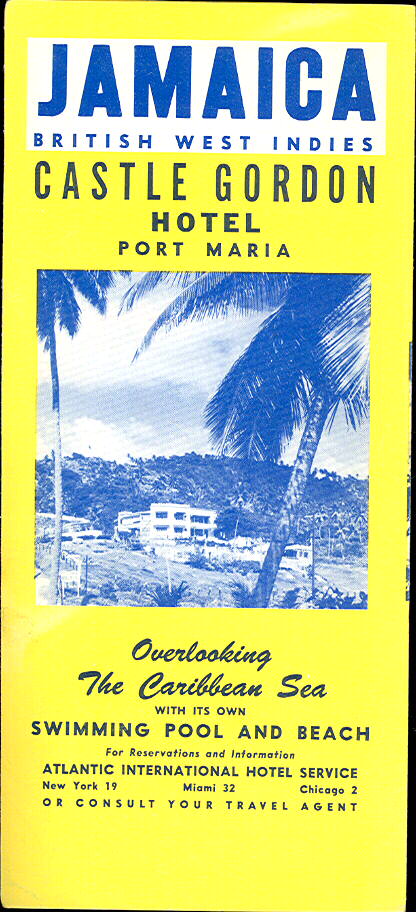 JAMAICA
BRITISH WEST INDIES
CASTLE GORDON
HOTEL
PORT MARIA
Overlooking
The Caribbean Sea
WITH ITS OWN
SWIMMING POOL AND BEACH
For Reservations and Information
ATLANTIC INTERNATIONAL HOTEL SERVICE
New York 19 Miami 32 Chicago 2
OR CONSULT YOUR TRAVEL AGENT